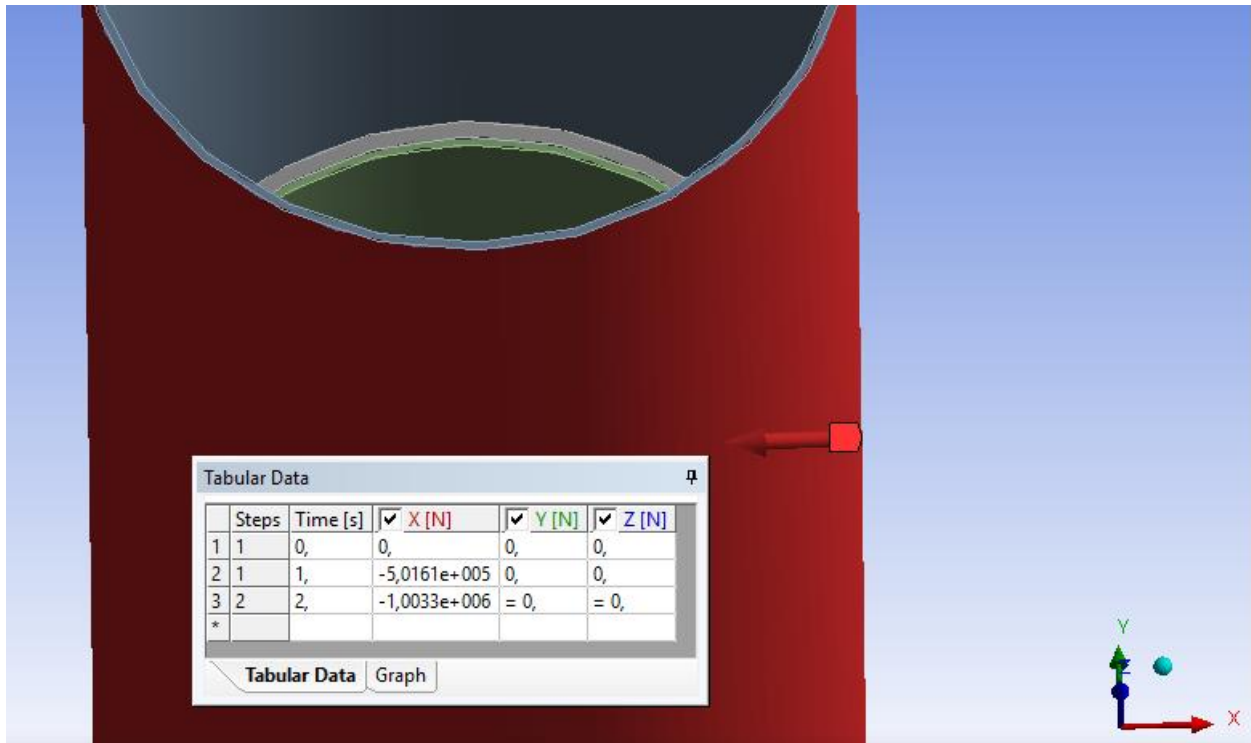 Tabular Data
Steps Time [s] X [N] Y [N] Z [N]
1 1 0, 0, 0, 0,
2 1 1, -5,0161e+005 0, 0,
3 2 2, -1,0033e+006 = 0, = 0,
*
Tabular Data Graph
Y
Z
X